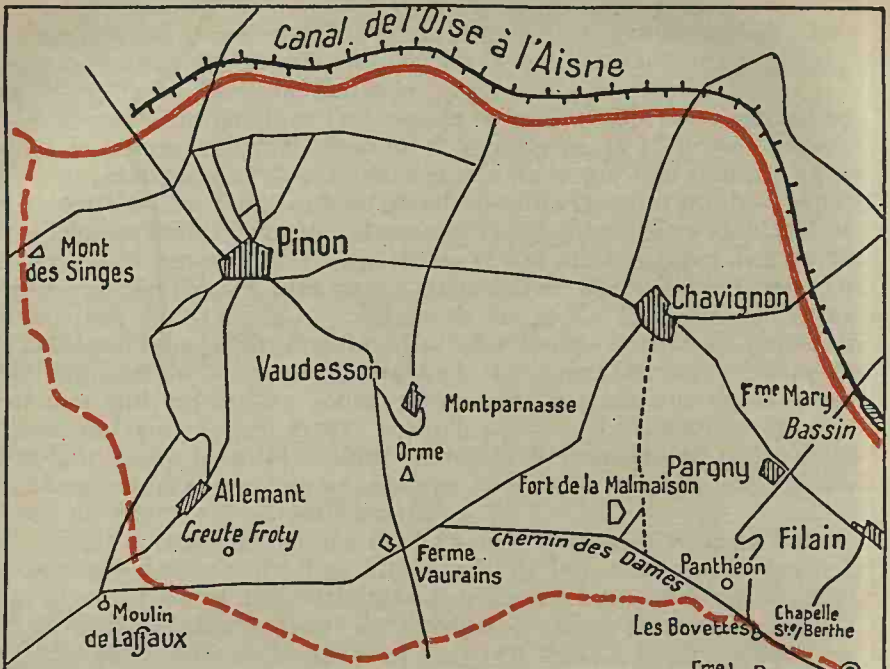 Canal de l'Oise à l'Aisne
Mont
des Singes
Pinon
Chavignon
Vaudesson
Montparnasse
Fme Mary
Bassin
Orme
Pargny
Allemant
Fort de la Malmaison
Creute Froty
Filain
Chemin des Dames
Ferme
Vaurains
Panthéon
Moulin
de Laffaux
Les Bovettes
Chapelle
Ste Berthe
Fme